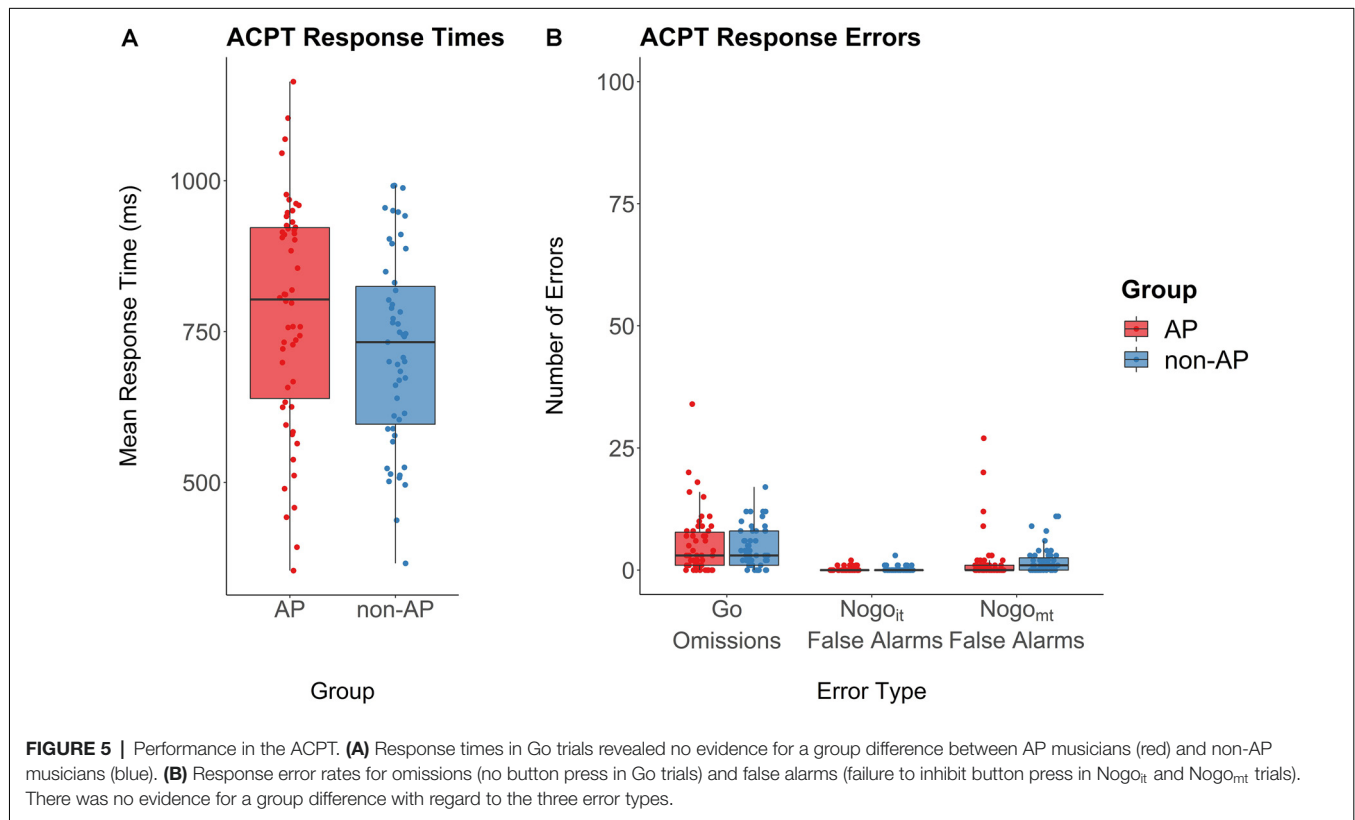 A
ACPT Response Times
Mean Response Time (ms)
1000
750
500
AP
non-AP
Group
B
ACPT Response Errors
Number of Errors
100
75
50
25
0
Go
Omissions
Nogoit
False Alarms
Nogomt
False Alarms
Error Type
Group
AP
non-AP
FIGURE 5 | Performance in the ACPT. (A) Response times in Go trials revealed no evidence for a group difference between AP musicians (red) and non-AP
musicians (blue). (B) Response error rates for omissions (no button press in Go trials) and false alarms (failure to inhibit button press in Nogoit and Nogomt trials).
There was no evidence for a group difference with regard to the three error types.